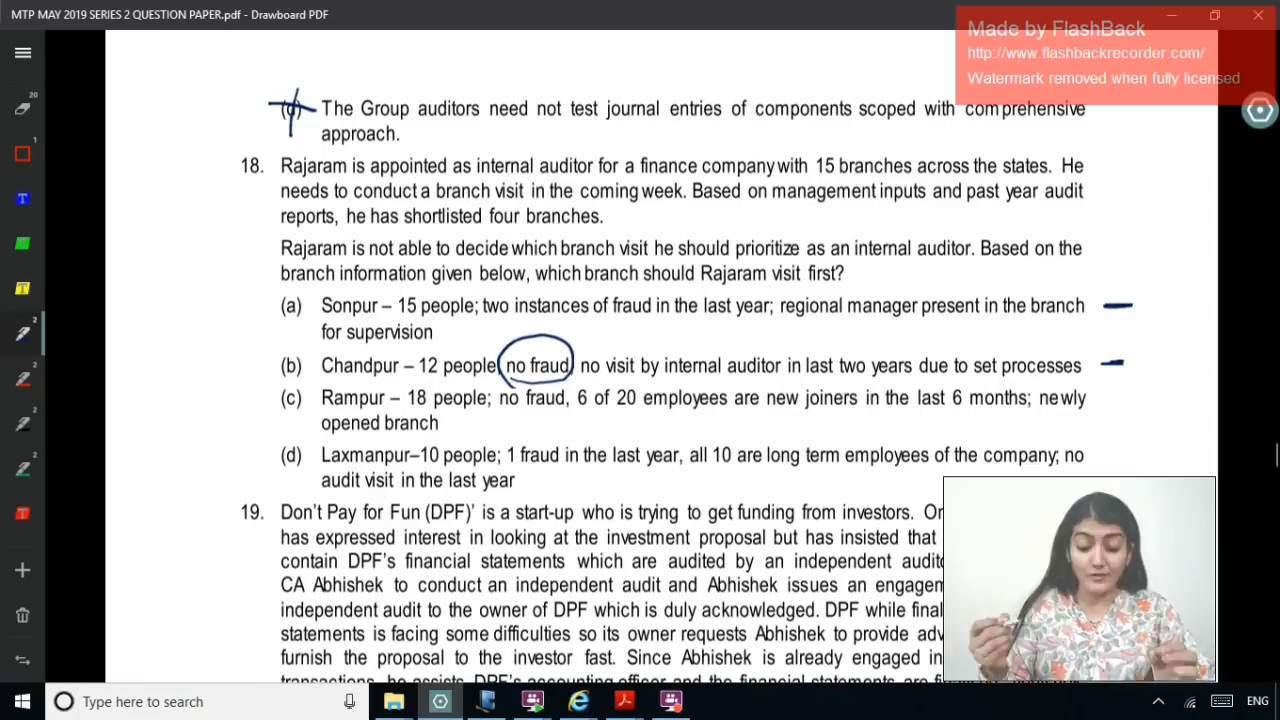 MTP MAY 2019 SERIES 2 QUESTION PAPER.pdf - Drawboard PDF
Made by FlashBack
http://www.flashbackrecorder.com/
Watermark removed when fully licensed
The Group auditors need not test journal entries of components scoped with comprehensive
approach.
18. Rajaram is appointed as internal auditor for a finance company with 15 branches across the states. He
needs to conduct a branch visit in the coming week. Based on management inputs and past year audit
reports, he has shortlisted four branches.
Rajaram is not able to decide which branch visit he should prioritize as an internal auditor. Based on the
branch information given below, which branch should Rajaram visit first?
(a) Sonpur – 15 people; two instances of fraud in the last year; regional manager present in the branch
for supervision
(b) Chandpur – 12 people no fraud, no visit by internal auditor in last two years due to set processes
(c) Rampur – 18 people; no fraud, 6 of 20 employees are new joiners in the last 6 months; newly
opened branch
(d) Laxmanpur–10 people; 1 fraud in the last year, all 10 are long term employees of the company; no
audit visit in the last year
19. Don't Pay for Fun (DPF)' is a start-up who is trying to get funding from investors.
has expressed interest in looking at the investment proposal but has insisted that
contain DPF's financial statements which are audited by an independent
CA Abhishek to conduct an independent audit and Abhishek issues an
independent audit to the owner of DPF which is duly acknowledged. DPF while
statements is facing some difficulties so its owner requests Abhishek to provide
furnish the proposal to the investor fast. Since Abhishek is already engaged in
20
1
T
2
2
2
2
2
T
Type here to search
ENG